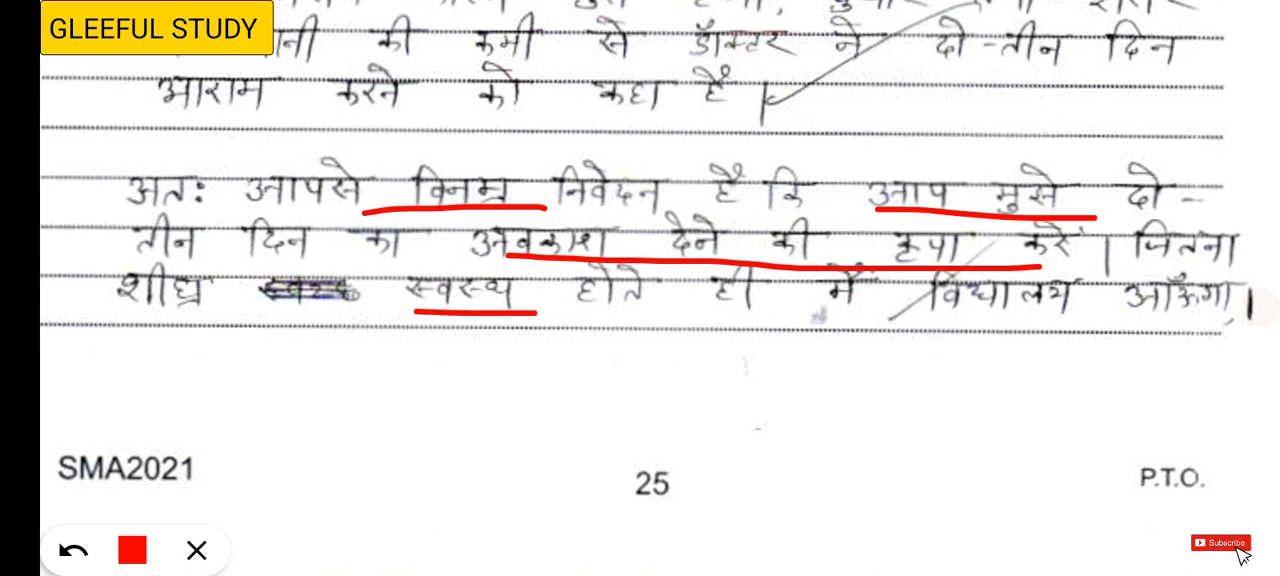 GLEEFUL STUDY
की कमी से डॉक्टर ने दो-तीन दिन
आराम करने को कहा है।
अतः आपसे विनम्र निवेदन है कि आप मुसे दो-
तीन दिन का अवकाश देने की कृपा करें। जितना
शीघ्र स्वस्थ होते ही मैं विद्यालय आऊँगा।
SMA2021
25
P.T.O.
Subscribe